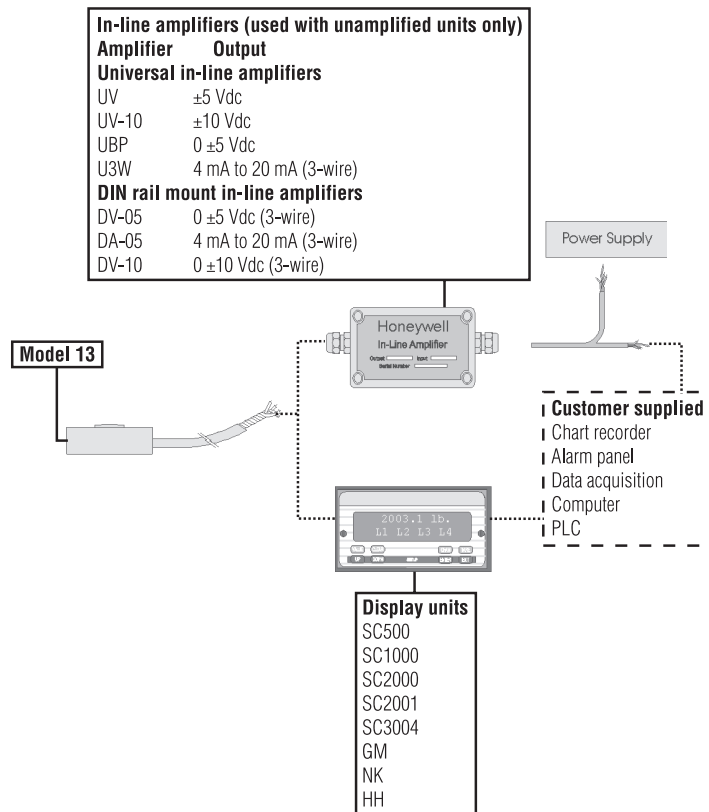 In-line amplifiers (used with unamplified units only)
Amplifier Output
Universal in-line amplifiers
UV ±5 Vdc
UV-10 ±10 Vdc
UBP 0 ±5 Vdc
U3W 4 mA to 20 mA (3-wire)
DIN rail mount in-line amplifiers
DV-05 0 ±5 Vdc (3-wire)
DA-05 4 mA to 20 mA (3-wire)
DV-10 0 ±10 Vdc (3-wire)
Power Supply
Honeywell
In-Line Amplifier
Output Input
Serial Number
Model 13
Customer supplied
Chart recorder
Alarm panel
Data acquisition
Computer
PLC
2003.1 lb.
L1 L2 L3 L4
UP DOWN SETUP ENTER EXIT
Display units
SC500
SC1000
SC2000
SC2001
SC3004
GM
NK
HH